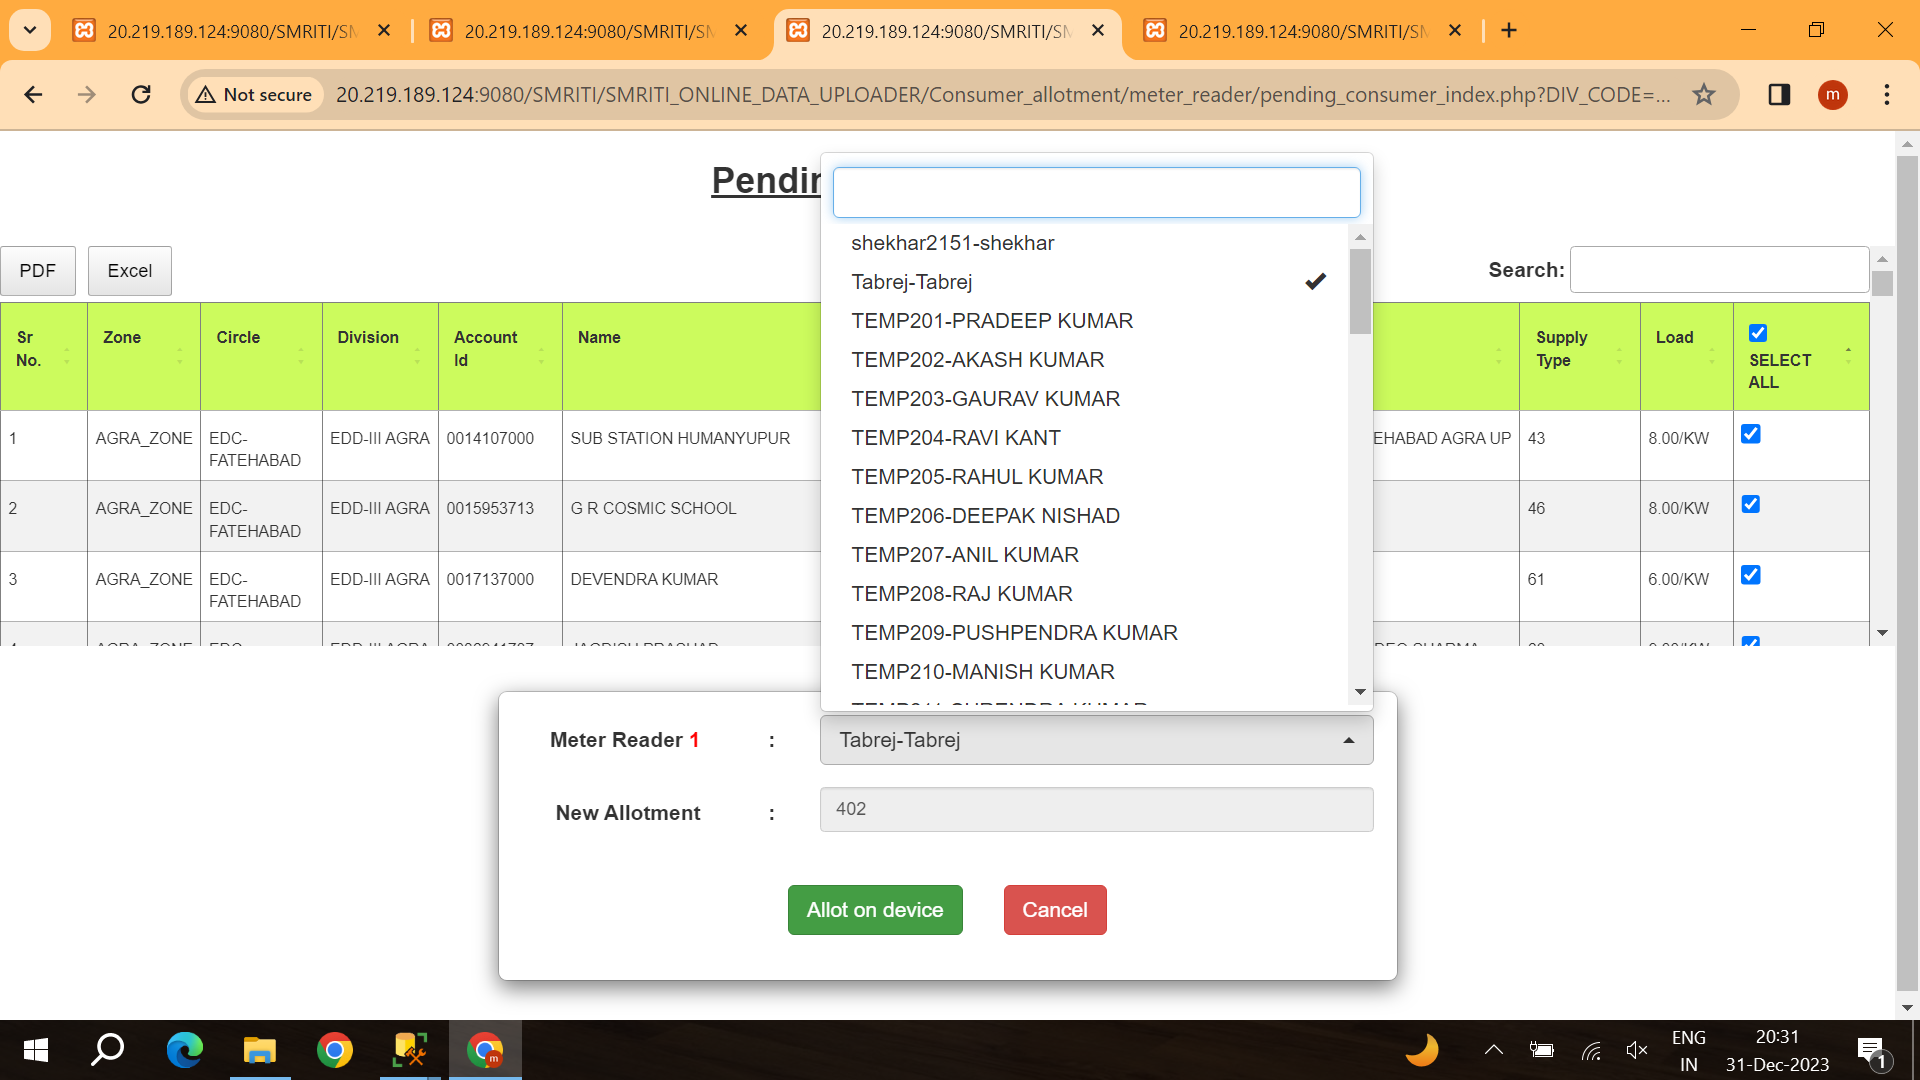 20.219.189.124:9080/SMRITI/SM
20.219.189.124:9080/SMRITI/SM
20.219.189.124:9080/SMRITI/SM
20.219.189.124:9080/SMRITI/SM
Not secure
20.219.189.124:9080/SMRITI/SMRITI_ONLINE_DATA_UPLOADER/Consumer_allotment/meter_reader/pending_consumer_index.php?DIV_CODE=...
m
Pendin
PDF
Excel
Search:
Sr No. Zone Circle Division Account Id Name Supply Type Load SELECT ALL
1 AGRA_ZONE EDC-FATEHABAD EDD-III AGRA 0014107000 SUB STATION HUMANYUPUR EHABAD AGRA UP 43 8.00/KW
2 AGRA_ZONE EDC-FATEHABAD EDD-III AGRA 0015953713 G R COSMIC SCHOOL 46 8.00/KW
3 AGRA_ZONE EDC-FATEHABAD EDD-III AGRA 0017137000 DEVENDRA KUMAR 61 6.00/KW
shekhar2151-shekhar
Tabrej-Tabrej
TEMP201-PRADEEP KUMAR
TEMP202-AKASH KUMAR
TEMP203-GAURAV KUMAR
TEMP204-RAVI KANT
TEMP205-RAHUL KUMAR
TEMP206-DEEPAK NISHAD
TEMP207-ANIL KUMAR
TEMP208-RAJ KUMAR
TEMP209-PUSHPENDRA KUMAR
TEMP210-MANISH KUMAR
Meter Reader 1 : Tabrej-Tabrej
New Allotment : 402
Allot on device
Cancel
m
ENG
IN
20:31
31-Dec-2023
1